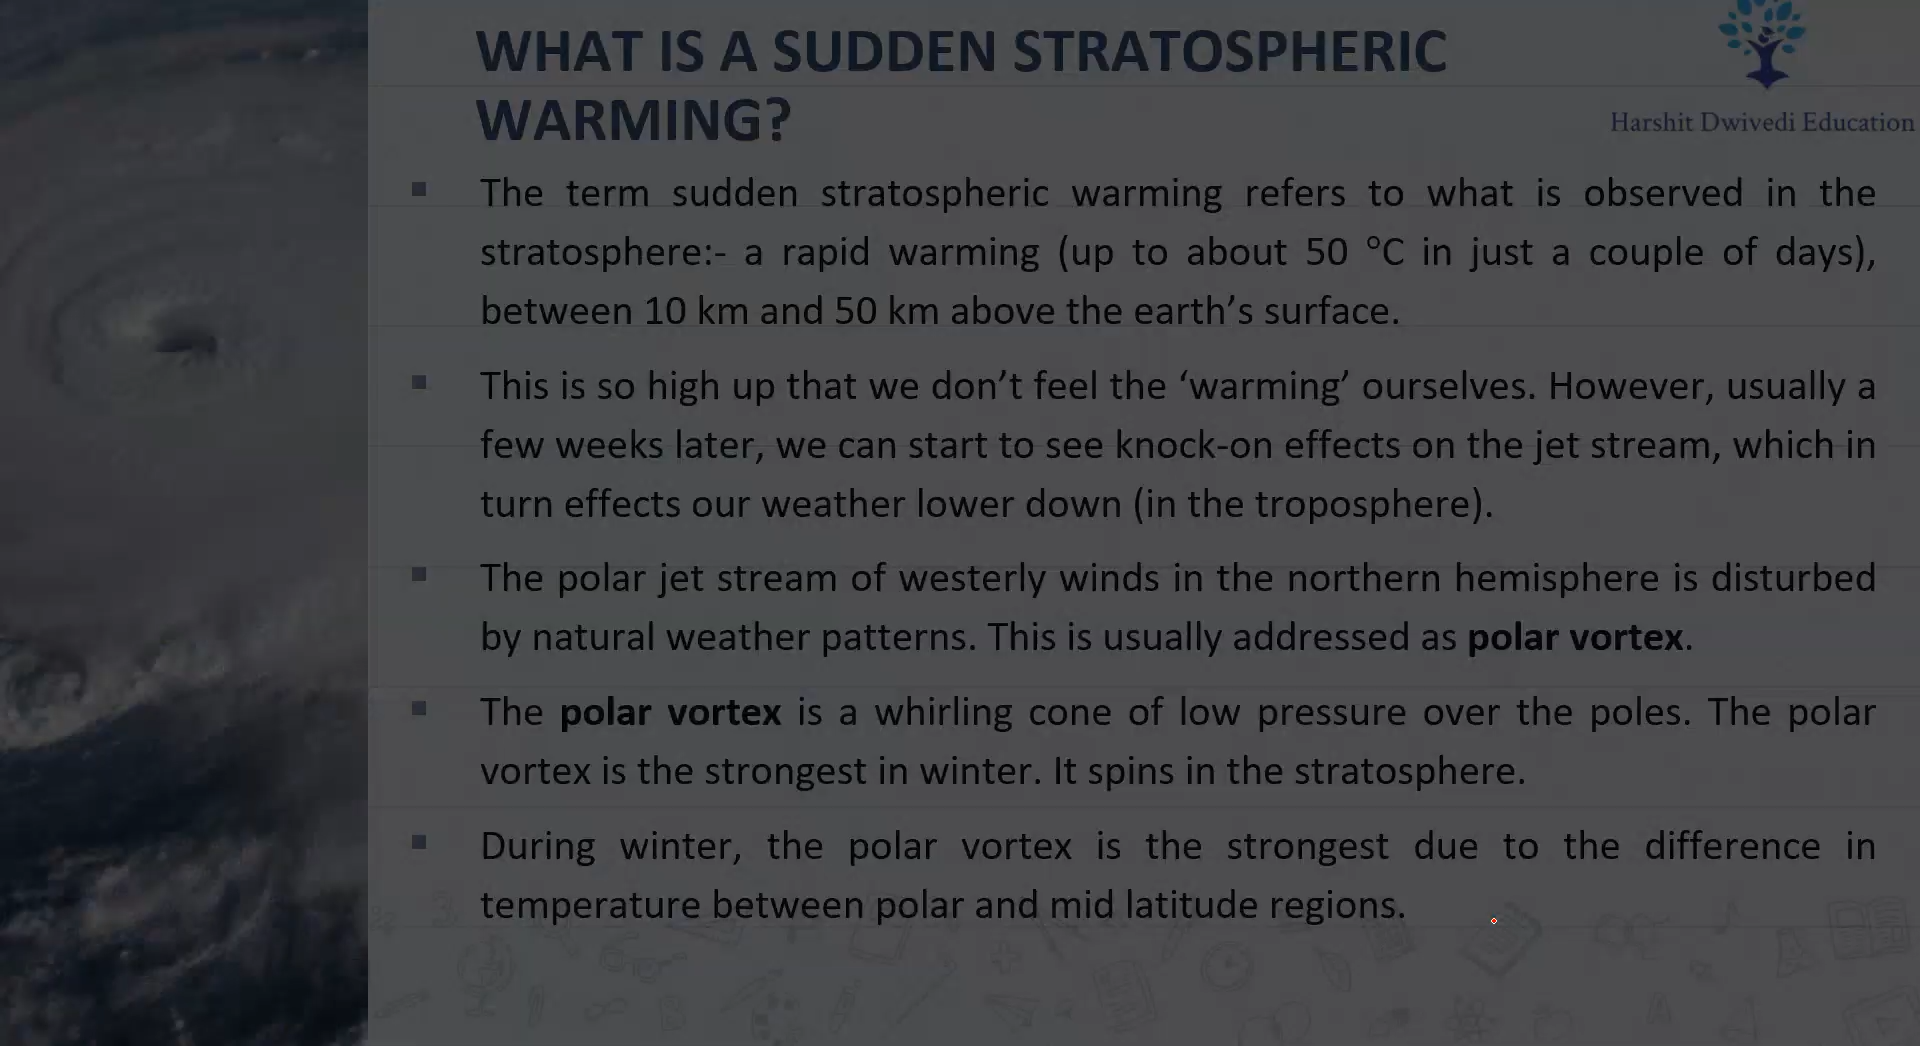 WHAT IS A SUDDEN STRATOSPHERIC
WARMING?
Harshit Dwivedi Education
▪ The term sudden stratospheric warming refers to what is observed in the
stratosphere:- a rapid warming (up to about 50 °C in just a couple of days),
between 10 km and 50 km above the earth’s surface.
▪ This is so high up that we don’t feel the ‘warming’ ourselves. However, usually a
few weeks later, we can start to see knock-on effects on the jet stream, which in
turn effects our weather lower down (in the troposphere).
▪ The polar jet stream of westerly winds in the northern hemisphere is disturbed
by natural weather patterns. This is usually addressed as polar vortex.
▪ The polar vortex is a whirling cone of low pressure over the poles. The polar
vortex is the strongest in winter. It spins in the stratosphere.
▪ During winter, the polar vortex is the strongest due to the difference in
temperature between polar and mid latitude regions.